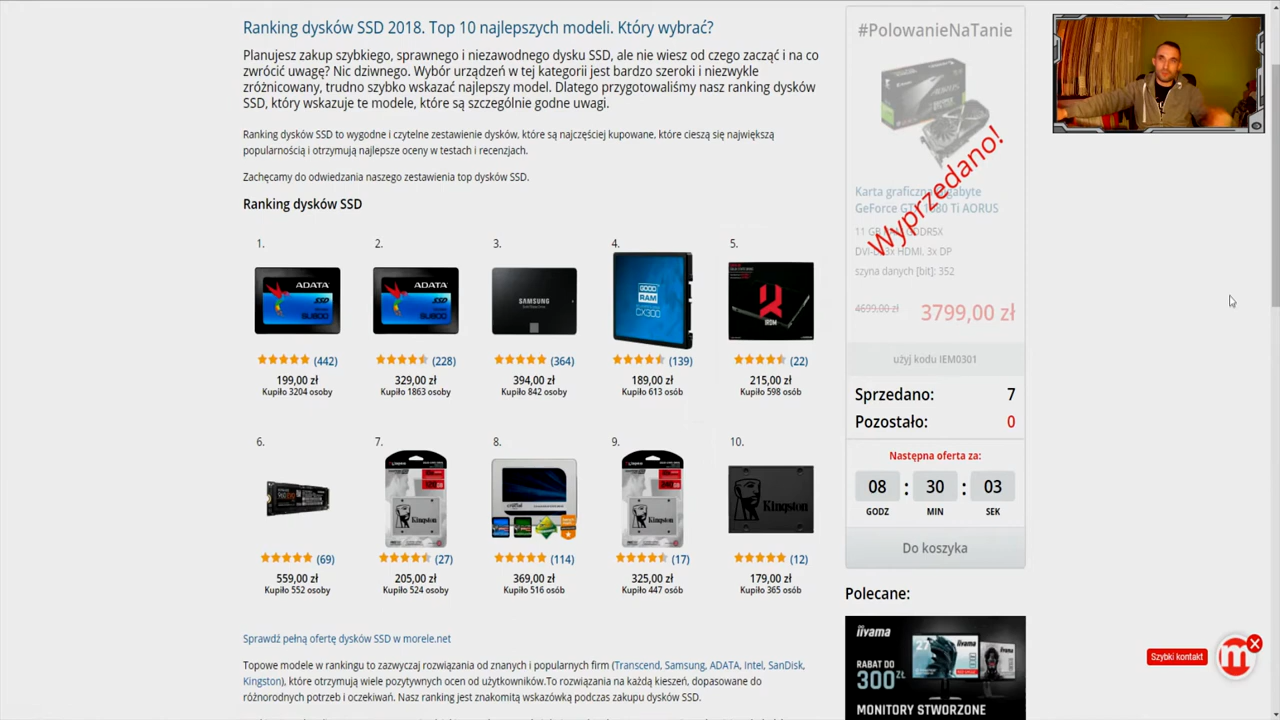 Ranking dysków SSD 2018. Top 10 najlepszych modeli. Który wybrać?
Planujesz zakup szybkiego, sprawnego i niezawodnego dysku SSD, ale nie wiesz od czego zacząć i na co
zwrócić uwagę? Nic dziwnego. Wybór urządzeń w tej kategorii jest bardzo szeroki i niezwykle
zróżnicowany, trudno szybko wskazać najlepszy model. Dlatego przygotowaliśmy nasz ranking dysków
SSD, który wskazuje te modele, które są szczególnie godne uwagi.
Ranking dysków SSD to wygodne i czytelne zestawienie dysków, które są najczęściej kupowane, które cieszą się największą
popularnością i otrzymują najlepsze oceny w testach i recenzjach.
Zachęcamy do odwiedzania naszego zestawienia top dysków SSD.
Ranking dysków SSD
1. 2. 3. 4. 5.
ADATA ADATA SAMSUNG GOODRAM CX300 IRDM
(442) (228) (364) (139) (22)
199,00 zł 329,00 zł 394,00 zł 189,00 zł 215,00 zł
Kupiło 3204 osoby Kupiło 1863 osoby Kupiło 842 osoby Kupiło 613 osób Kupiło 598 osób
6. 7. 8. 9. 10.
Kingston crucial Kingston Kingston
(69) (27) (114) (17) (12)
559,00 zł 205,00 zł 369,00 zł 325,00 zł 179,00 zł
Kupiło 552 osoby Kupiło 524 osoby Kupiło 516 osób Kupiło 447 osób Kupiło 365 osób
Sprawdź pełną ofertę dysków SSD w morele.net
Topowe modele w rankingu to zazwyczaj rozwiązania od znanych i popularnych firm (Transcend, Samsung, ADATA, Intel, SanDisk,
Kingston), które otrzymują wiele pozytywnych ocen od użytkowników.To rozwiązania na każdą kieszeń, dopasowane do
różnorodnych potrzeb i oczekiwań. Nasz ranking jest znakomitą wskazówką podczas zakupu dysków SSD.
#PolowanieNaTanie
Wyprzedano!
Karta graficzna Gigabyte
GeForce GTX 1080 Ti AORUS
11 GB GDDR5X
DVI-D, 3x HDMI, 3x DP
szyna danych [bit]: 352
4699.00 zł 3799,00 zł
użyj kodu IEM0301
Sprzedano: 7
Pozostało: 0
Następna oferta za:
08 : 30 : 03
GODZ MIN SEK
Do koszyka
Polecane:
iiyama
RABAT DO
300 ZŁ
MONITORY STWORZONE
Szybki kontakt
m